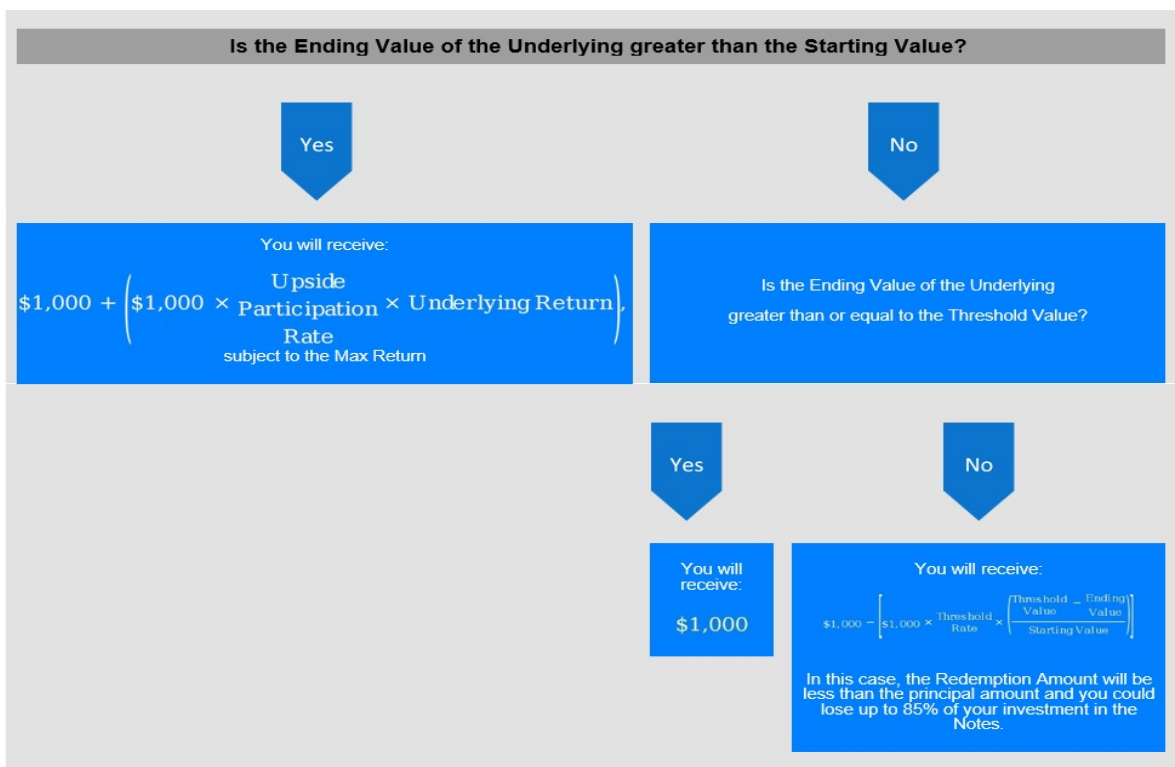 Is the Ending Value of the Underlying greater than the Starting Value?
Yes
No
You will receive:
$1,000 + ($1,000 × Upside Participation Rate × Underlying Return),
subject to the Max Return
Is the Ending Value of the Underlying
greater than or equal to the Threshold Value?
Yes
No
You will
receive:
$1,000
You will receive:
$1,000 − [$1,000 × Threshold Rate × (Threshold Value − Ending Value / Starting Value)]
In this case, the Redemption Amount will be
less than the principal amount and you could
lose up to 85% of your investment in the
Notes.